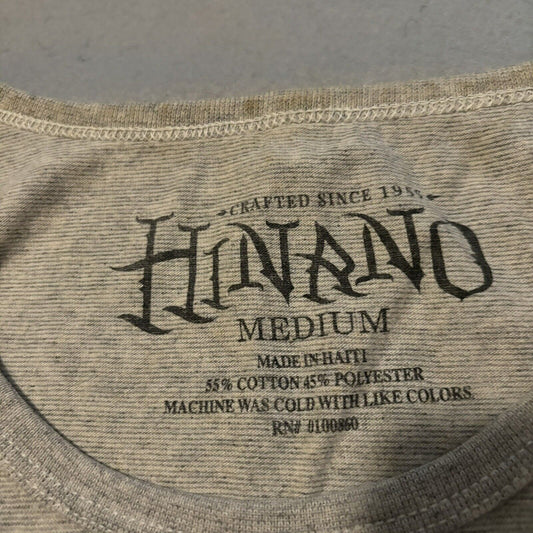 CRAFTED SINCE 1955
HINANO
MEDIUM
MADE IN HAITI
55% COTTON 45% POLYESTER
MACHINE WAS COLD WITH LIKE COLORS.
RN# 0100860